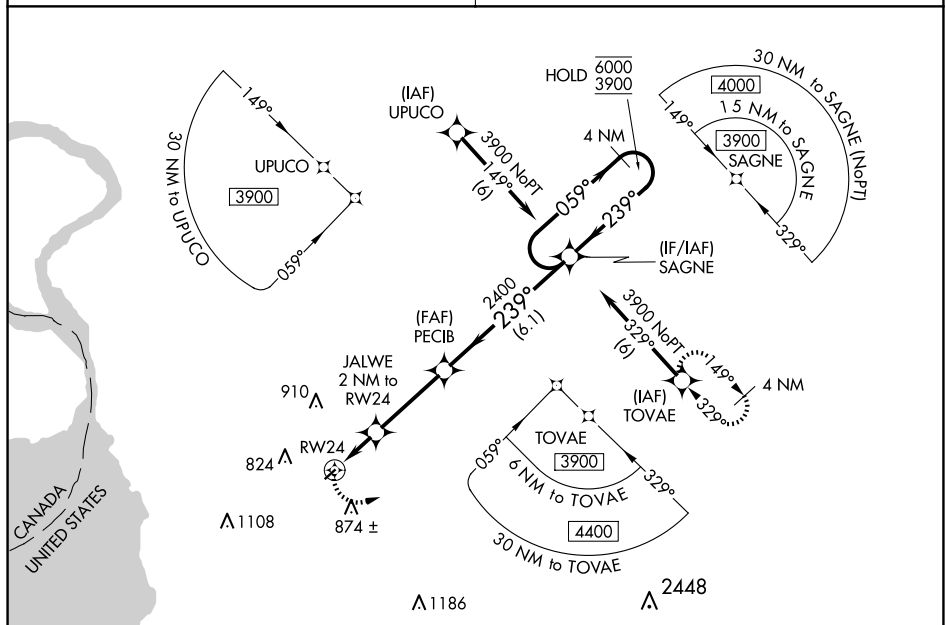 149°
UPUCO
3900
30 NM to UPUCO
059°
(IAF)
UPUCO
3900 NoPT
149°
(6)
HOLD 6000
3900
4 NM
059°
239°
(IF/IAF)
SAGNE
30 NM to SAGNE (NoPT)
4000
15 NM to SAGNE
3900
149°
SAGNE
329°
2400
239°
(6.1)
(FAF)
PECIB
JALWE
2 NM to
RW24
RW24
910
824
1108
874 ±
1186
2448
3900 NoPT
329°
(6)
(IAF)
TOVAE
149°
329°
4 NM
TOVAE
3900
6 NM to TOVAE
4400
30 NM to TOVAE
059°
329°
CANADA
UNITED STATES